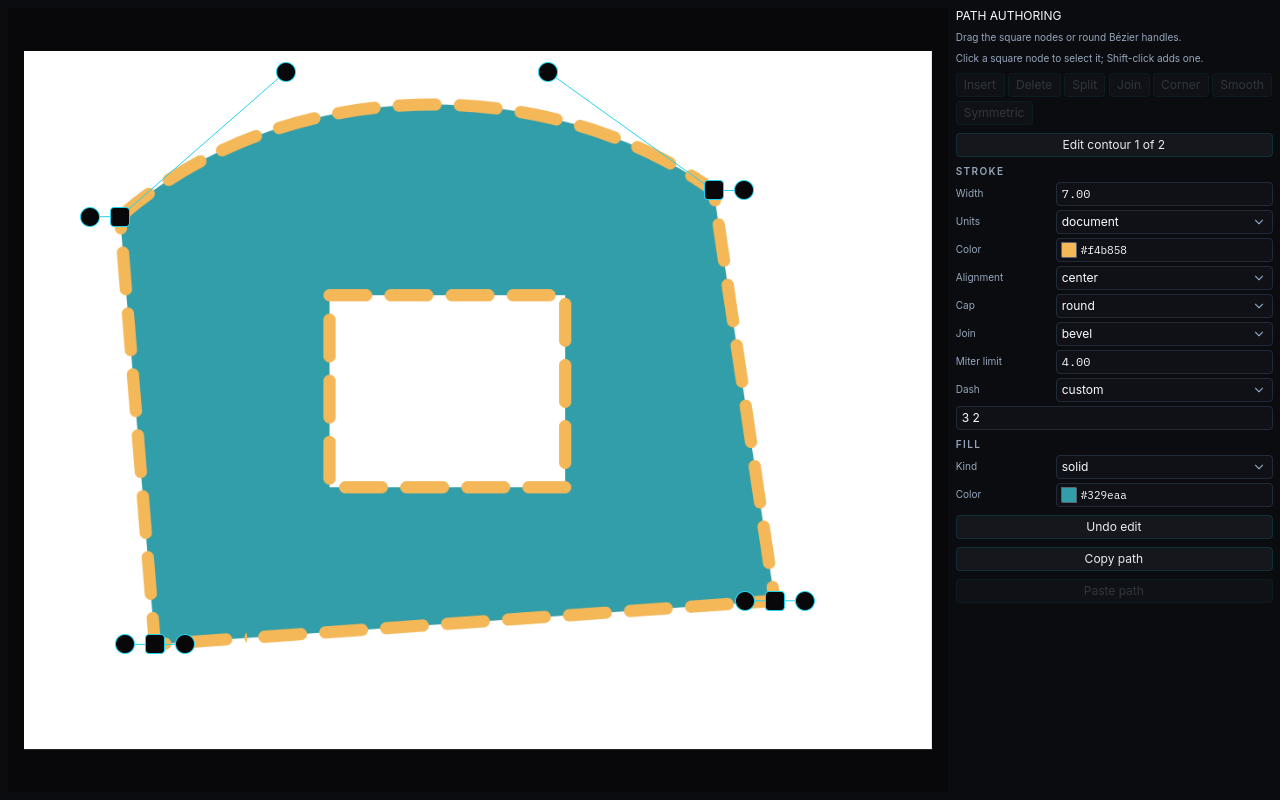 PATH AUTHORING
Drag the square nodes or round Bézier handles.
Click a square node to select it; Shift-click adds one.
Insert Delete Split Join Corner Smooth
Symmetric
Edit contour 1 of 2
STROKE
Width 7.00
Units document
Color #f4b858
Alignment center
Cap round
Join bevel
Miter limit 4.00
Dash custom
3 2
FILL
Kind solid
Color #329eaa
Undo edit
Copy path
Paste path